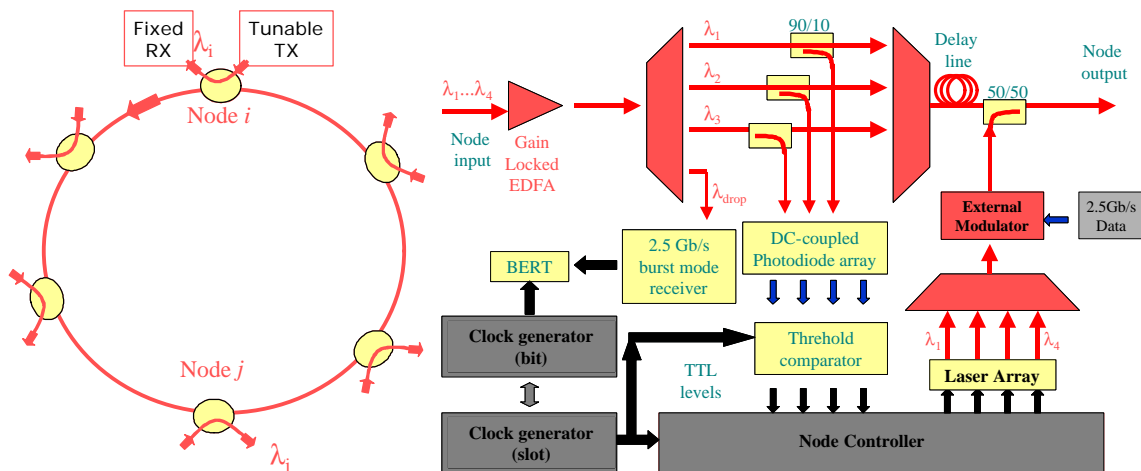 Fixed
RX
Tunable
TX
λi
Node i
Node j
λj
λ1...λ4
Node
input
Gain
Locked
EDFA
λ1
λ2
λ3
λdrop
90/10
Delay
line
50/50
Node
output
External
Modulator
2.5Gb/s
Data
2.5 Gb/s
burst mode
receiver
BERT
DC-coupled
Photodiode array
Clock generator
(bit)
Threhold
comparator
TTL
levels
λ1
λ4
Laser Array
Clock generator
(slot)
Node Controller